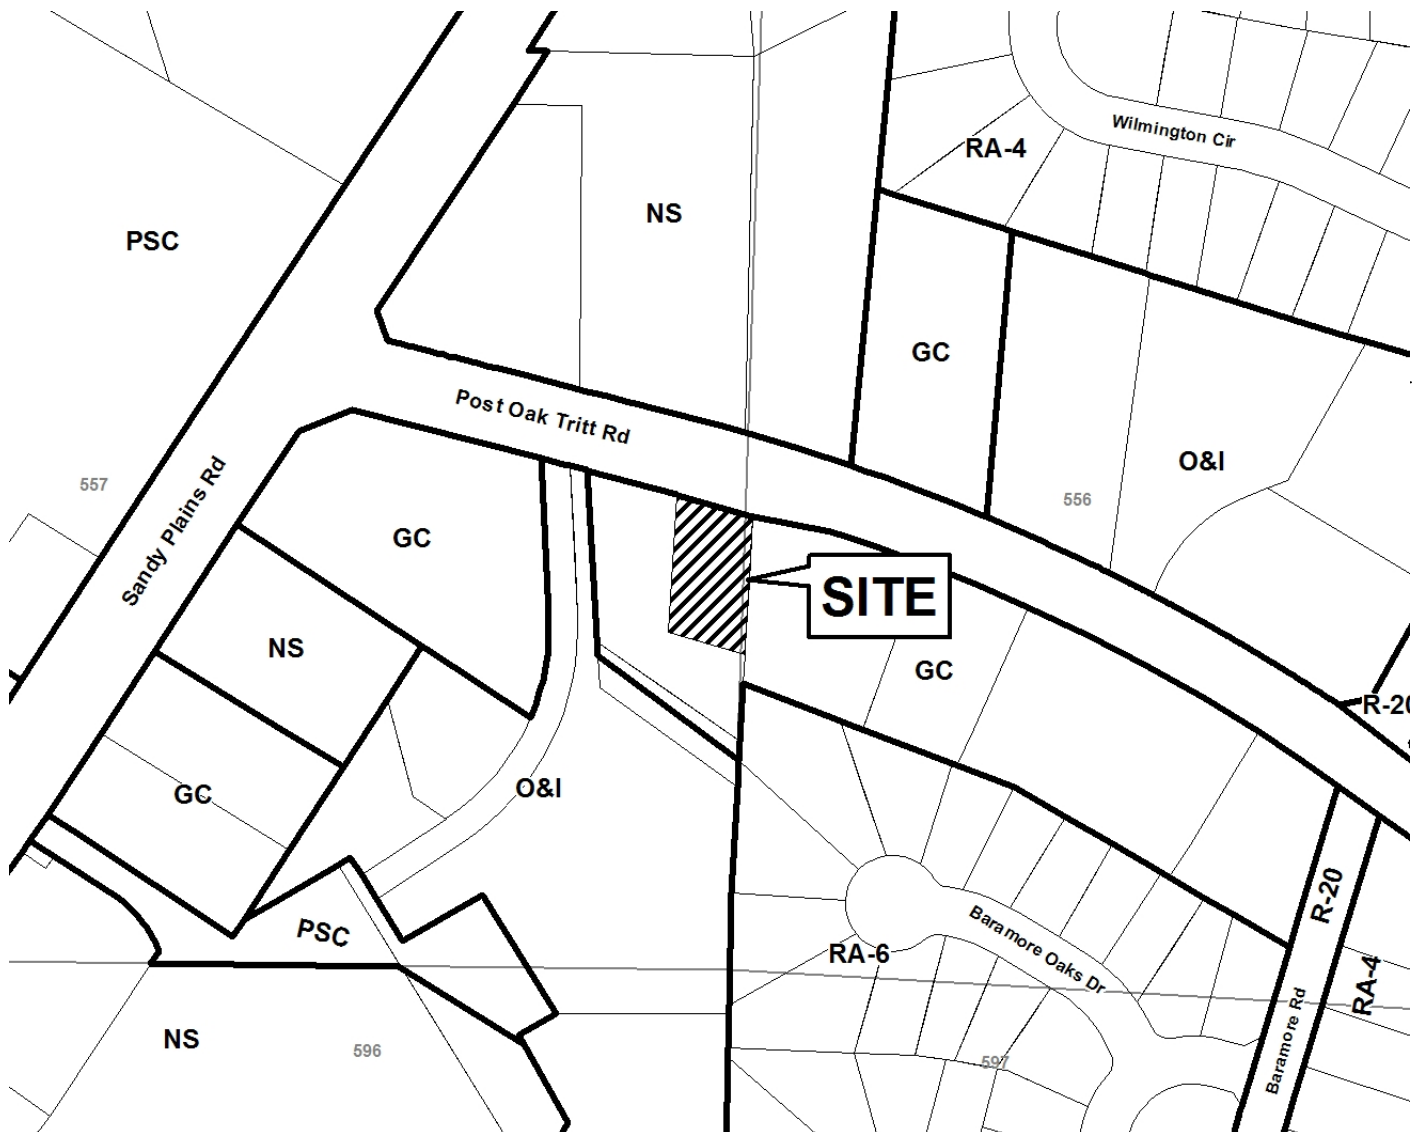 Wilmington Cir
RA-4
NS
PSC
GC
Post Oak Tritt Rd
O&I
557
556
Sandy Plains Rd
GC
SITE
NS
GC
R-20
O&I
GC
R-20
PSC
RA-6
Baramore Oaks Dr
RA-4
NS
596
597
Baramore Rd